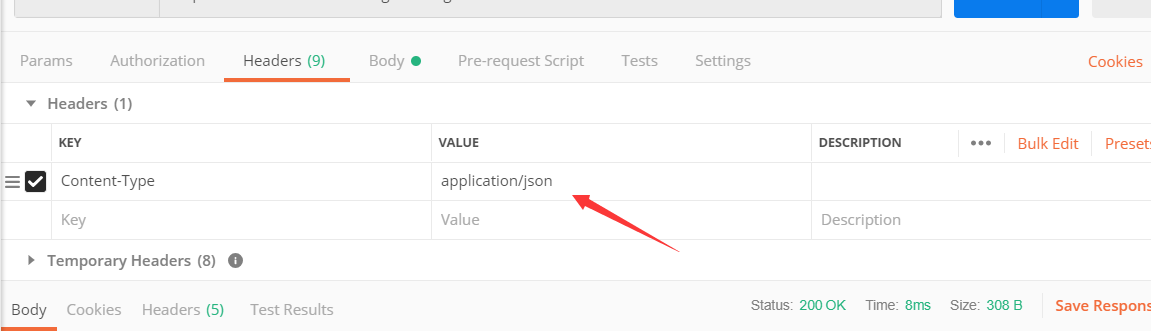 Params Authorization Headers (9) Body Pre-request Script Tests Settings Cookies
Headers (1)
KEY VALUE DESCRIPTION ••• Bulk Edit Presets
Content-Type application/json
Key Value Description
Temporary Headers (8)
Body Cookies Headers (5) Test Results Status: 200 OK Time: 8ms Size: 308 B Save Respons